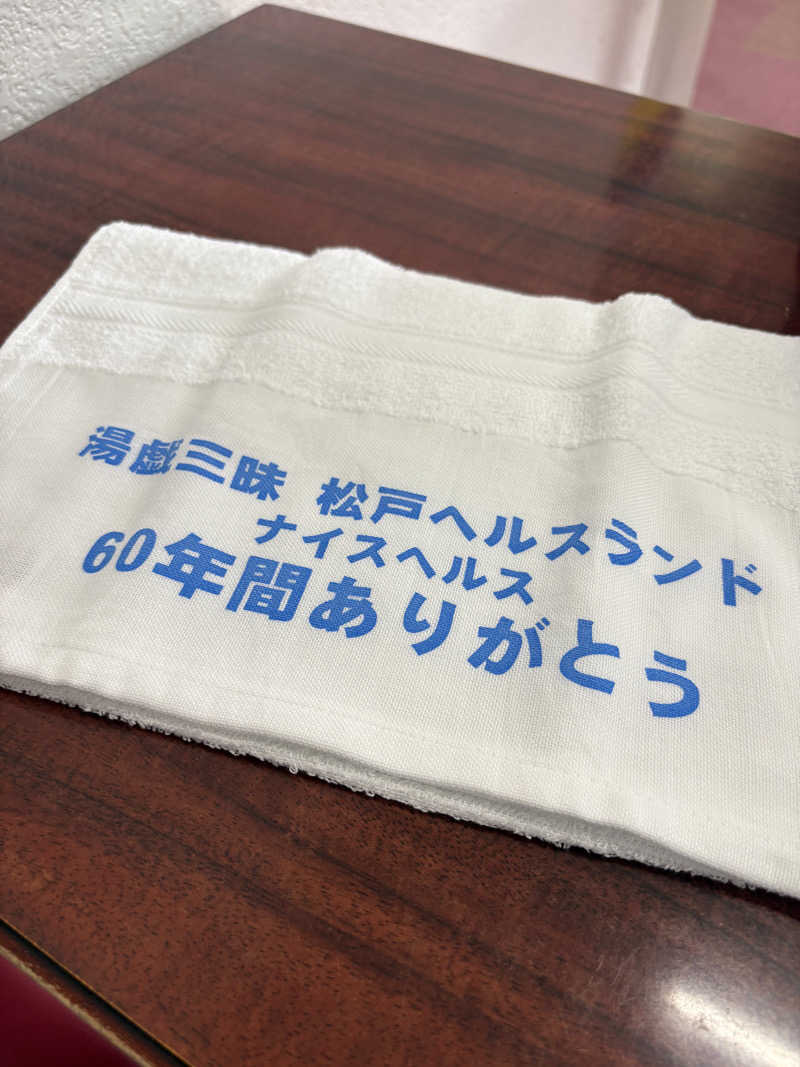 湯戯三昧 松戸ヘルスランド
ナイスヘルス
60年間ありがとう